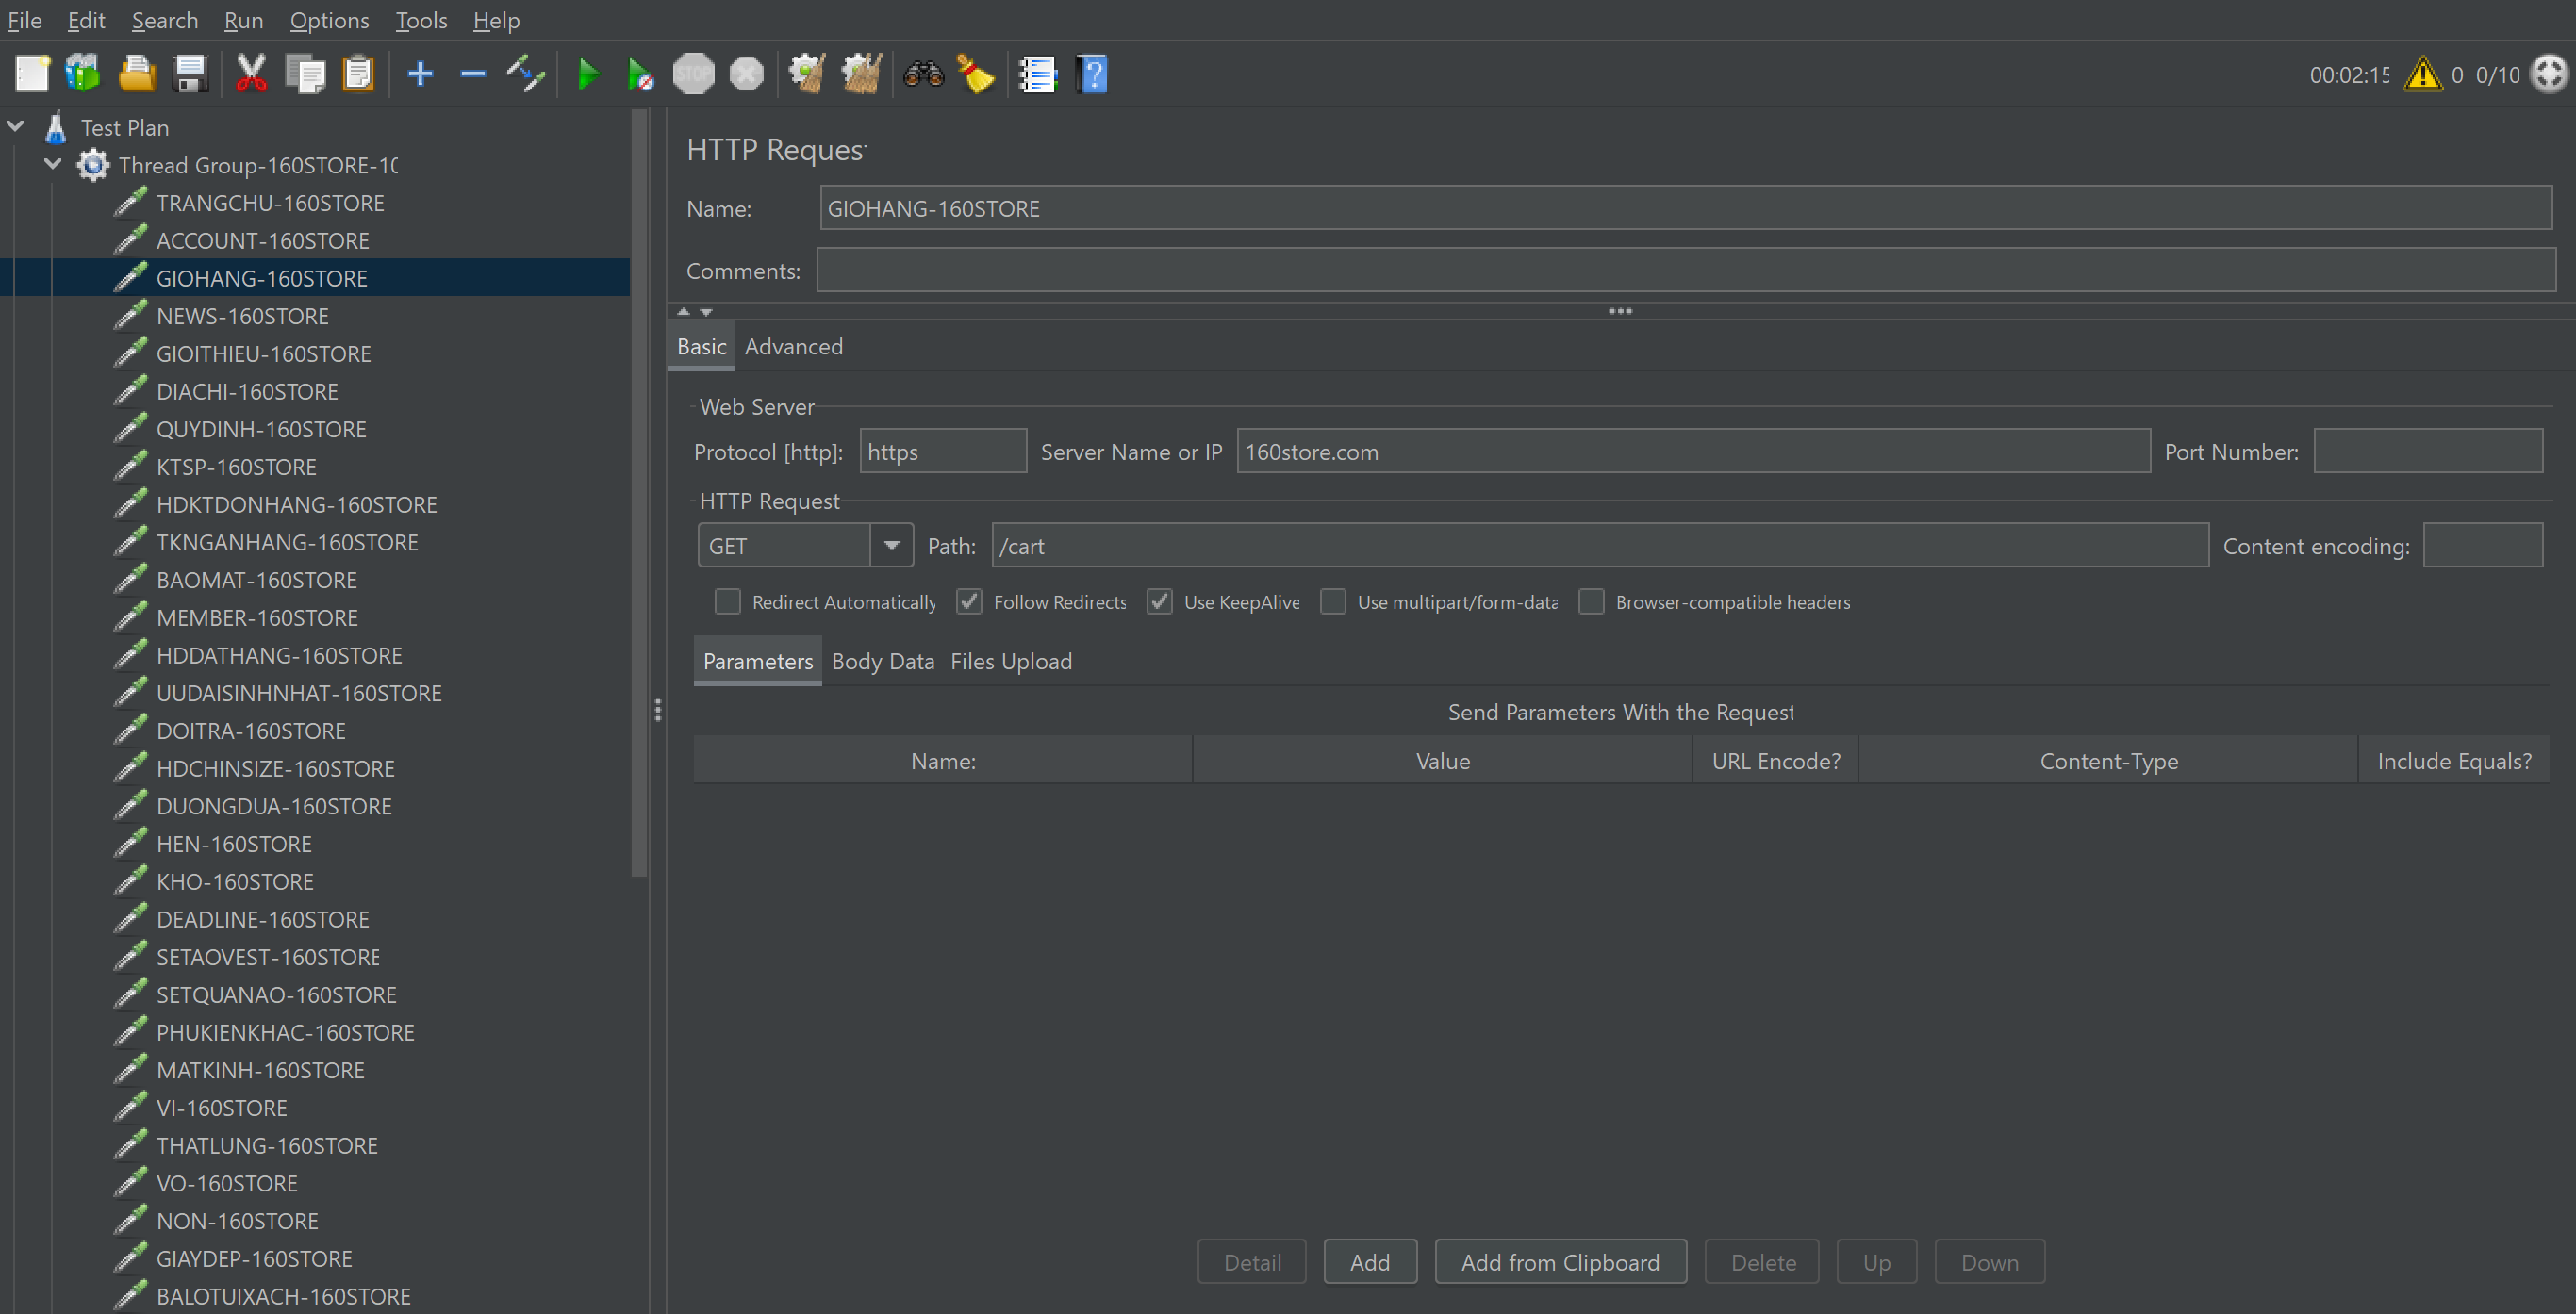 File Edit Search Run Options Tools Help
STOP
00:02:15 0 0/10
Test Plan
Thread Group-160STORE-10
TRANGCHU-160STORE
ACCOUNT-160STORE
GIOHANG-160STORE
NEWS-160STORE
GIOITHIEU-160STORE
DIACHI-160STORE
QUYDINH-160STORE
KTSP-160STORE
HDKTDONHANG-160STORE
TKNGANHANG-160STORE
BAOMAT-160STORE
MEMBER-160STORE
HDDATHANG-160STORE
UUDAISINHNHAT-160STORE
DOITRA-160STORE
HDCHINSIZE-160STORE
DUONGDUA-160STORE
HEN-160STORE
KHO-160STORE
DEADLINE-160STORE
SETAOVEST-160STORE
SETQUANAO-160STORE
PHUKIENKHAC-160STORE
MATKINH-160STORE
VI-160STORE
THATLUNG-160STORE
VO-160STORE
NON-160STORE
GIAYDEP-160STORE
BALOTUIXACH-160STORE
HTTP Request
Name: GIOHANG-160STORE
Comments:
Basic Advanced
Web Server
Protocol [http]: https Server Name or IP 160store.com Port Number:
HTTP Request
GET Path: /cart Content encoding:
Redirect Automatically Follow Redirects Use KeepAlive Use multipart/form-data Browser-compatible headers
Parameters Body Data Files Upload
Send Parameters With the Request
Name: Value URL Encode? Content-Type Include Equals?
Detail Add Add from Clipboard Delete Up Down